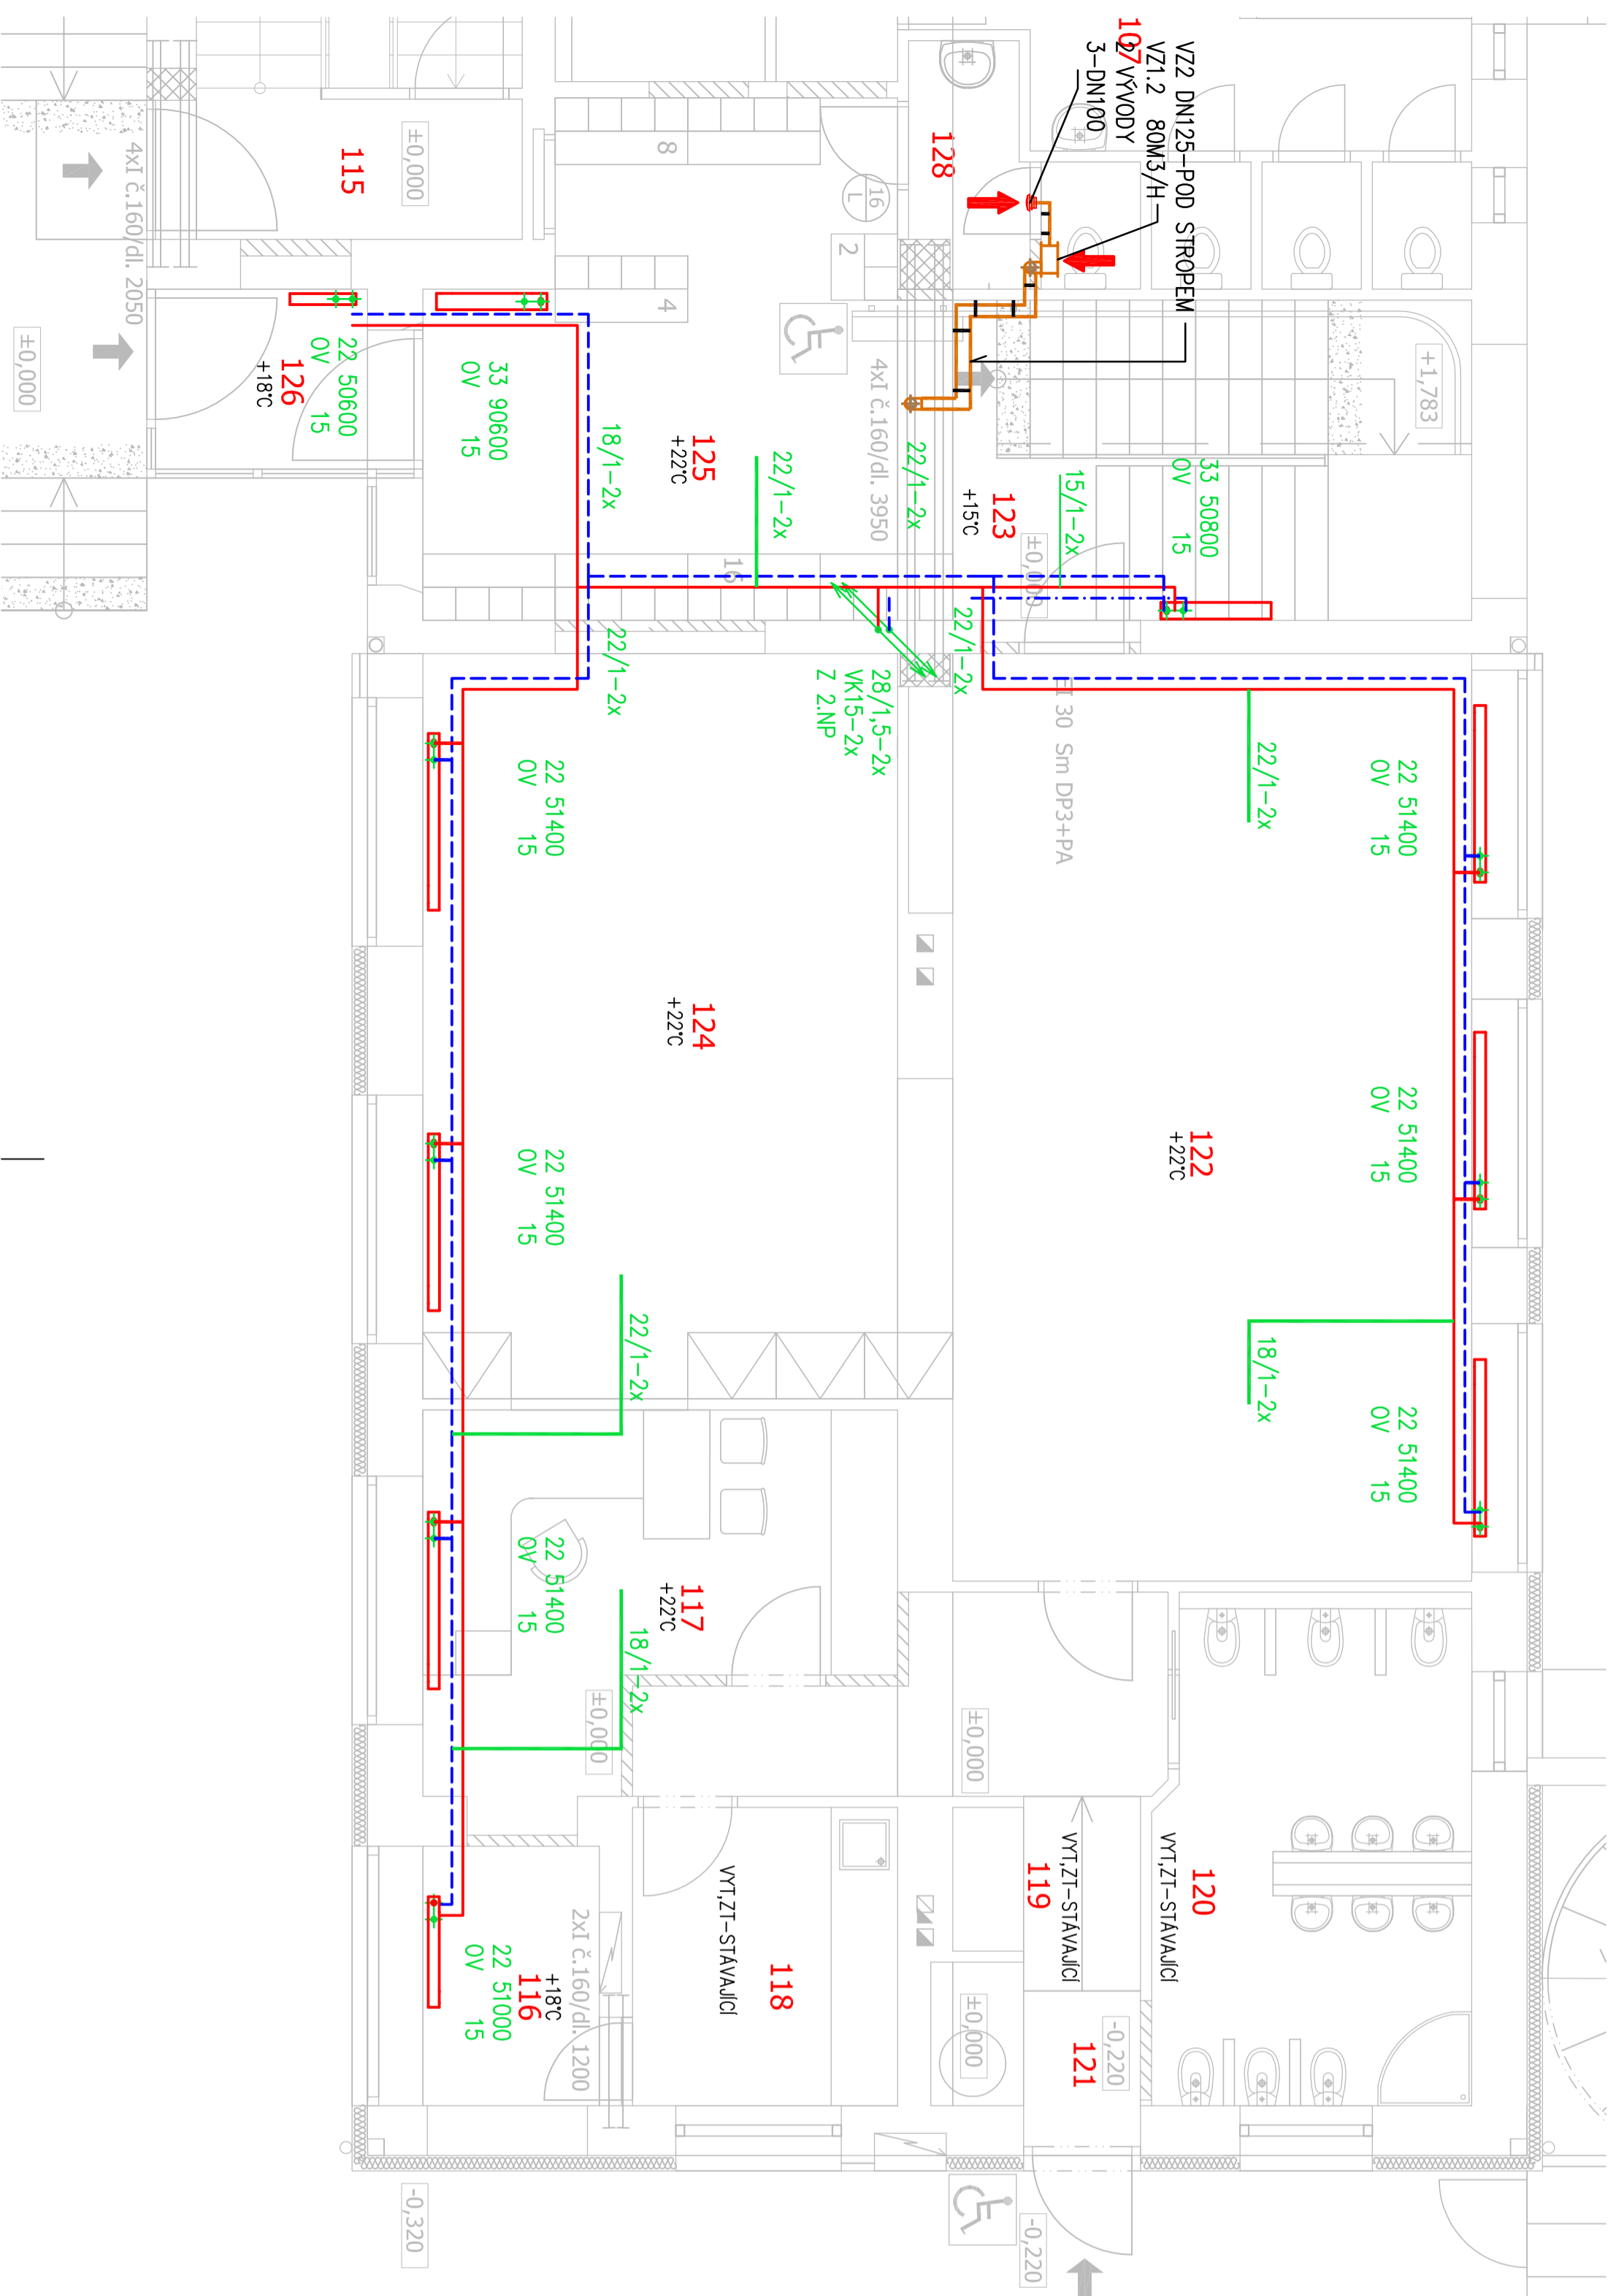 107
VZ2 DN125-POD STROPEM
VZ1.2 80M3/H
2 VÝVODY
3-DN100
128
115
±0,000
4xI č.160/dl. 2050
±0,000
8
16
L
2
4
+1,783
4xI č.160/dl. 3950
126
+18°C
22 50600
OV 15
33 90600
OV 15
18/1-2x
125
+22°C
22/1-2x
22/1-2x
123
+15°C
±0,000
15/1-2x
33 50800
OV 15
16
22/1-2x
22/1-2x
28/1,5-2x
VK15-2x
Z 2.NP
EI 30 Sm DP3+PA
22/1-2x
22 51400
OV 15
22 51400
OV 15
124
+22°C
122
+22°C
22 51400
OV 15
22 51400
OV 15
22/1-2x
18/1-2x
22 51400
OV 15
22 51400
OV 15
117
+22°C
18/1-2x
±0,000
±0,000
VYT,ZT-STÁVAJÍCÍ
118
119
VYT,ZT-STÁVAJÍCÍ
VYT,ZT-STÁVAJÍCÍ
120
22 51000
OV 15
116
+18°C
2xI č.160/dl. 1200
±0,000
121
-0,220
-0,320
-0,220